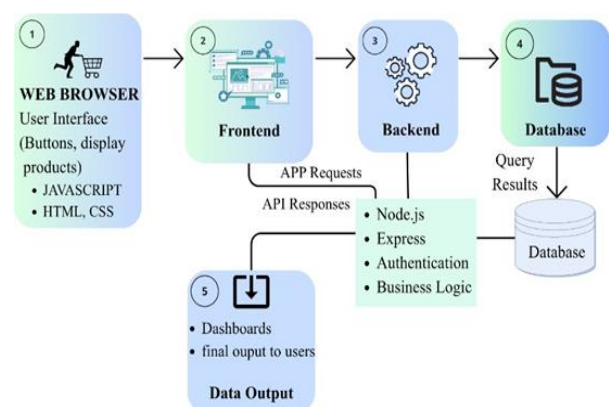 1
WEB BROWSER
User Interface
(Buttons, display
products)
• JAVASCRIPT
• HTML, CSS
2
Frontend
3
Backend
4
Database
APP Requests
API Responses
Query
Results
• Node.js
• Express
• Authentication
• Business Logic
Database
5
• Dashboards
• final ouput to users
Data Output